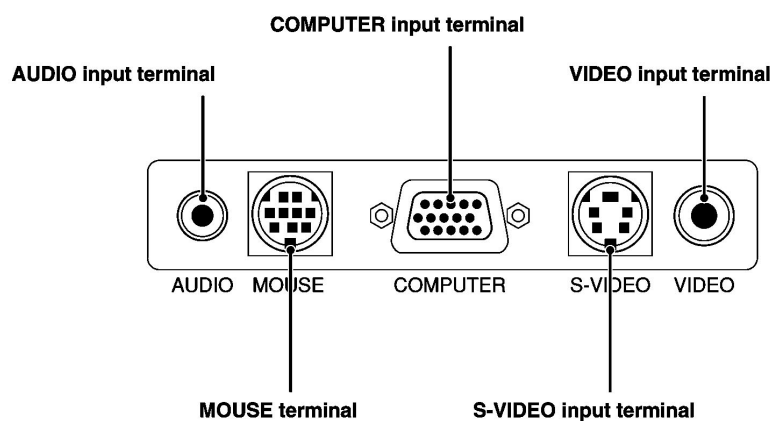 COMPUTER input terminal
AUDIO input terminal
VIDEO input terminal
AUDIO
MOUSE
COMPUTER
S-VIDEO
VIDEO
MOUSE terminal
S-VIDEO input terminal